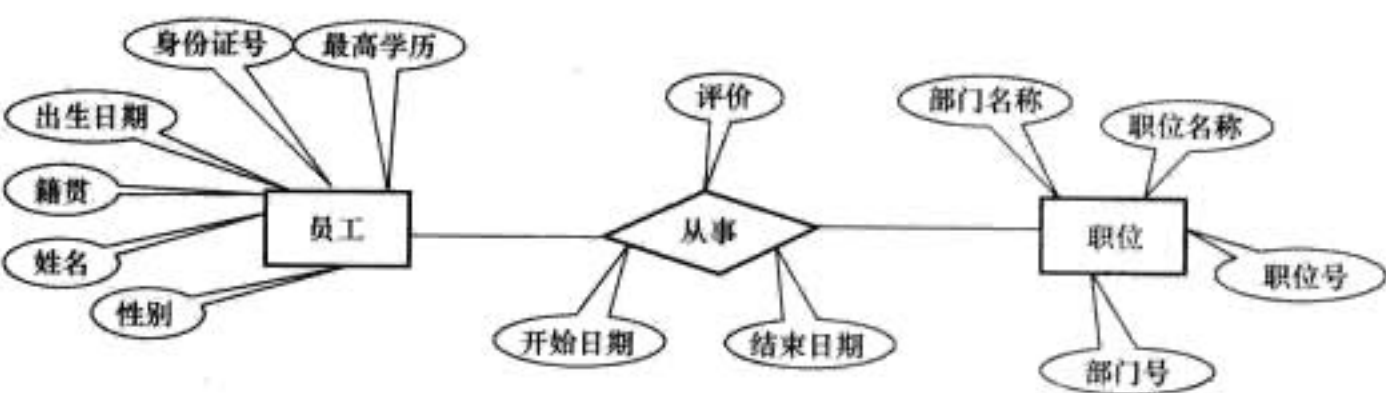 身份证号
最高学历
出生日期
籍贯
姓名
性别
员工
评价
从事
开始日期
结束日期
部门名称
职位名称
职位
职位号
部门号